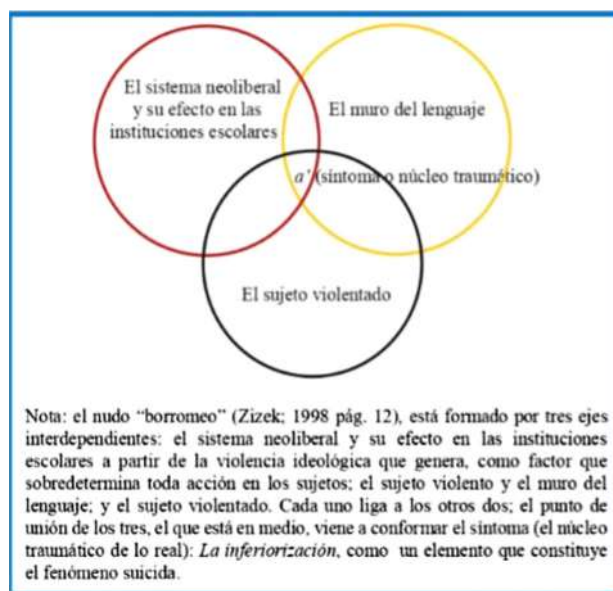 El sistema neoliberal
y su efecto en las
instituciones escolares
El muro del lenguaje
a' (síntoma o núcleo traumático)
El sujeto violentado
Nota: el nudo “borromeo” (Zizek; 1998 pág. 12), está formado por tres ejes
interdependientes: el sistema neoliberal y su efecto en las instituciones
escolares a partir de la violencia ideológica que genera, como factor que
sobredetermina toda acción en los sujetos; el sujeto violento y el muro del
lenguaje; y el sujeto violentado. Cada uno liga a los otros dos; el punto de
unión de los tres, el que está en medio, viene a conformar el síntoma (el núcleo
traumático de lo real): La inferiorización, como un elemento que constituye
el fenómeno suicida.